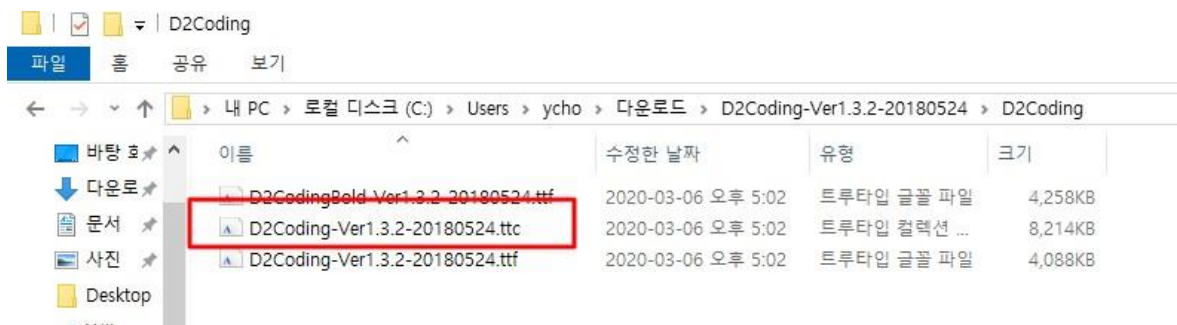 D2Coding
파일 홈 공유 보기
내 PC > 로컬 디스크 (C:) > Users > ycho > 다운로드 > D2Coding-Ver1.3.2-20180524 > D2Coding
바탕 이름 수정한 날짜 유형 크기
다운로 D2CodingBold-Ver1.3.2-20180524.ttf 2020-03-06 오후 5:02 트루타입 글꼴 파일 4,258KB
문서 D2Coding-Ver1.3.2-20180524.ttc 2020-03-06 오후 5:02 트루타입 컬렉션 ... 8,214KB
사진 D2Coding-Ver1.3.2-20180524.ttf 2020-03-06 오후 5:02 트루타입 글꼴 파일 4,088KB
Desktop